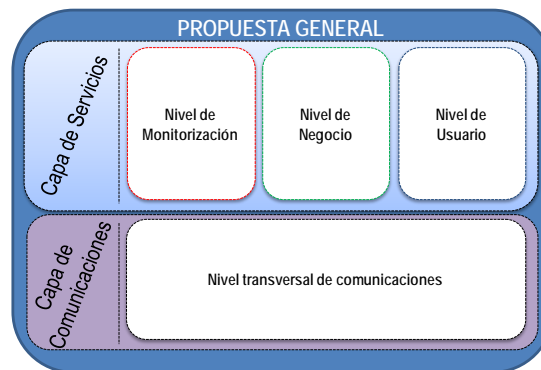 PROPUESTA GENERAL
Capa de Servicios
Nivel de
Monitorización
Nivel de
Negocio
Nivel de
Usuario
Capa de
Comunicaciones
Nivel transversal de comunicaciones